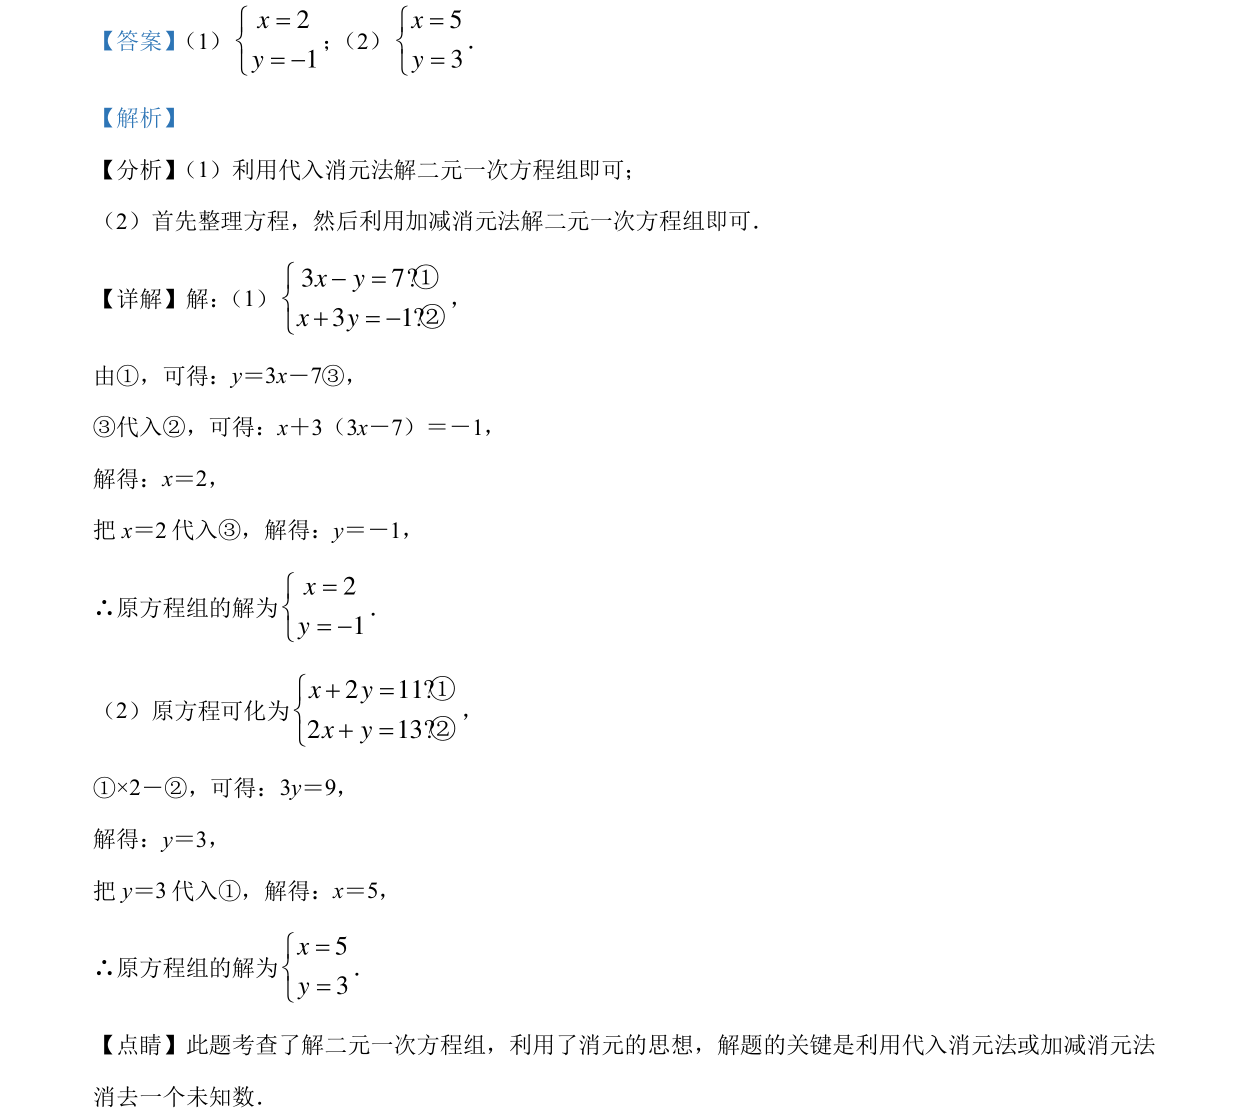 【答案】(1) { x = 2
y = −1 ；(2) { x = 5
y = 3 ．
【解析】
【分析】(1) 利用代入消元法解二元一次方程组即可；
(2) 首先整理方程，然后利用加减消元法解二元一次方程组即可．
【详解】解：(1) { 3x − y = 7?①
x + 3y = −1?② ，
由①，可得：y＝3x－7③，
③代入②，可得：x＋3（3x－7）＝－1，
解得：x＝2，
把 x＝2 代入③，解得：y＝－1，
∴原方程组的解为 { x = 2
y = −1 ．
(2) 原方程可化为 { x + 2y = 11?①
2x + y = 13?② ，
①×2－②，可得：3y＝9，
解得：y＝3，
把 y＝3 代入①，解得：x＝5，
∴原方程组的解为 { x = 5
y = 3 ．
【点睛】此题考查了解二元一次方程组，利用了消元的思想，解题的关键是利用代入消元法或加减消元法
消去一个未知数．